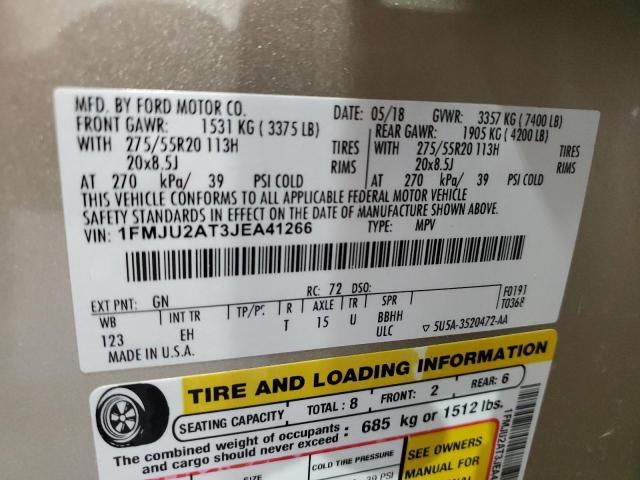 MFD. BY FORD MOTOR CO. DATE: 05/18 GVWR: 3357 KG (7400 LB)
FRONT GAWR: 1531 KG (3375 LB) REAR GAWR: 1905 KG (4200 LB)
WITH 275/55R20 113H TIRES WITH 275/55R20 113H TIRES
20x8.5J RIMS 20x8.5J RIMS
AT 270 kPa/ 39 PSI COLD AT 270 kPa/ 39 PSI COLD
THIS VEHICLE CONFORMS TO ALL APPLICABLE FEDERAL MOTOR VEHICLE
SAFETY STANDARDS IN EFFECT ON THE DATE OF MANUFACTURE SHOWN ABOVE.
VIN: 1FMJU2AT3JEA41266 TYPE: MPV
F0191
EXT PNT: GN RC: 72 DSO: T0368
WB INT TR TP/PS R AXLE TR SPR
123 EH T 15 U BBHH
ULC ▽ 5U5A-3520472-AA
MADE IN U.S.A.
TIRE AND LOADING INFORMATION
SEATING CAPACITY TOTAL: 8 FRONT: 2 REAR: 6
The combined weight of occupants and cargo should never exceed: 685 kg or 1512 lbs.
SIZE COLD TIRE PRESSURE SEE OWNERS
39 PSI MANUAL FOR
1FMJU2AT3JEA4